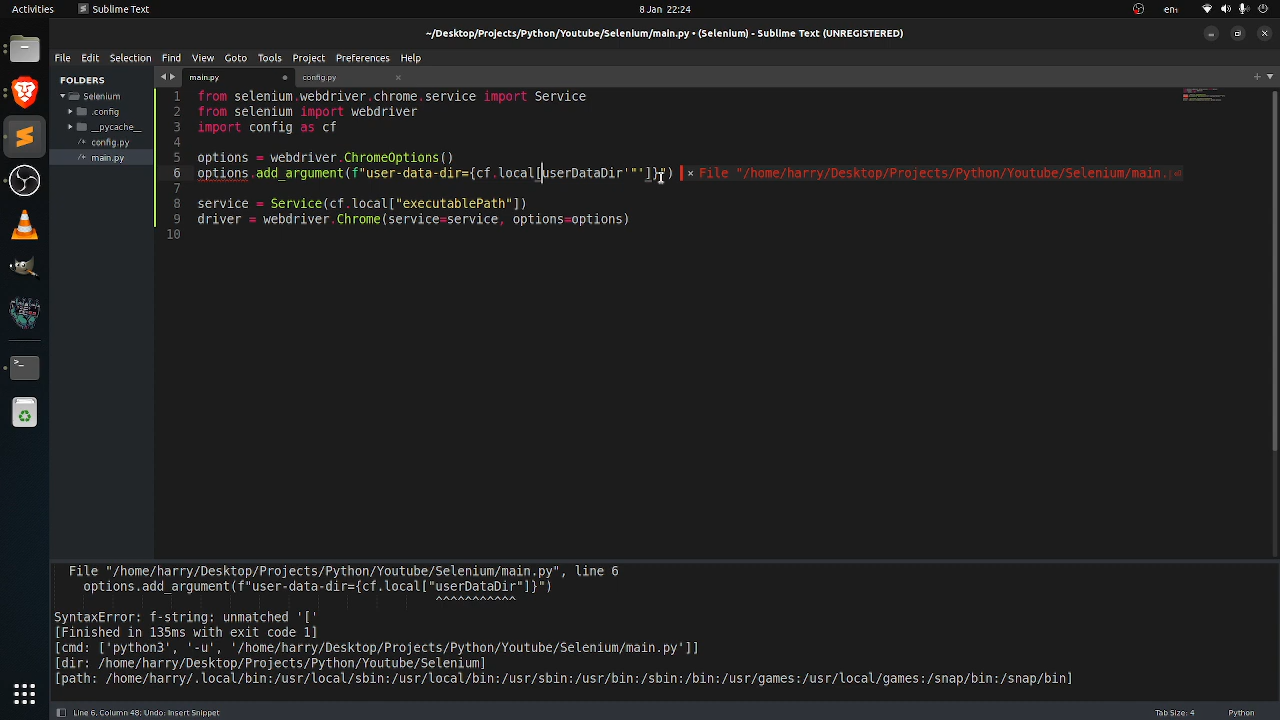 Activities
Sublime Text
8 Jan 22:24
en₁
~/Desktop/Projects/Python/Youtube/Selenium/main.py • (Selenium) - Sublime Text (UNREGISTERED)
File Edit Selection Find View Goto Tools Project Preferences Help
FOLDERS
Selenium
.config
__pycache__
config.py
main.py
main.py
config.py
1 from selenium.webdriver.chrome.service import Service
2 from selenium import webdriver
3 import config as cf
4
5 options = webdriver.ChromeOptions()
6 options.add_argument(f"user-data-dir={cf.local[userDataDir'"']}") × File "/home/harry/Desktop/Projects/Python/Youtube/Selenium/main.
7
8 service = Service(cf.local["executablePath"])
9 driver = webdriver.Chrome(service=service, options=options)
10
File "/home/harry/Desktop/Projects/Python/Youtube/Selenium/main.py", line 6
options.add_argument(f"user-data-dir={cf.local["userDataDir"]}")
^^^^^^^^^^^
SyntaxError: f-string: unmatched '['
[Finished in 135ms with exit code 1]
[cmd: ['python3', '-u', '/home/harry/Desktop/Projects/Python/Youtube/Selenium/main.py']]
[dir: /home/harry/Desktop/Projects/Python/Youtube/Selenium]
[path: /home/harry/.local/bin:/usr/local/sbin:/usr/local/bin:/usr/sbin:/usr/bin:/sbin:/bin:/usr/games:/usr/local/games:/snap/bin:/snap/bin]
Line 6, Column 48; Undo: Insert Snippet
Tab Size: 4
Python